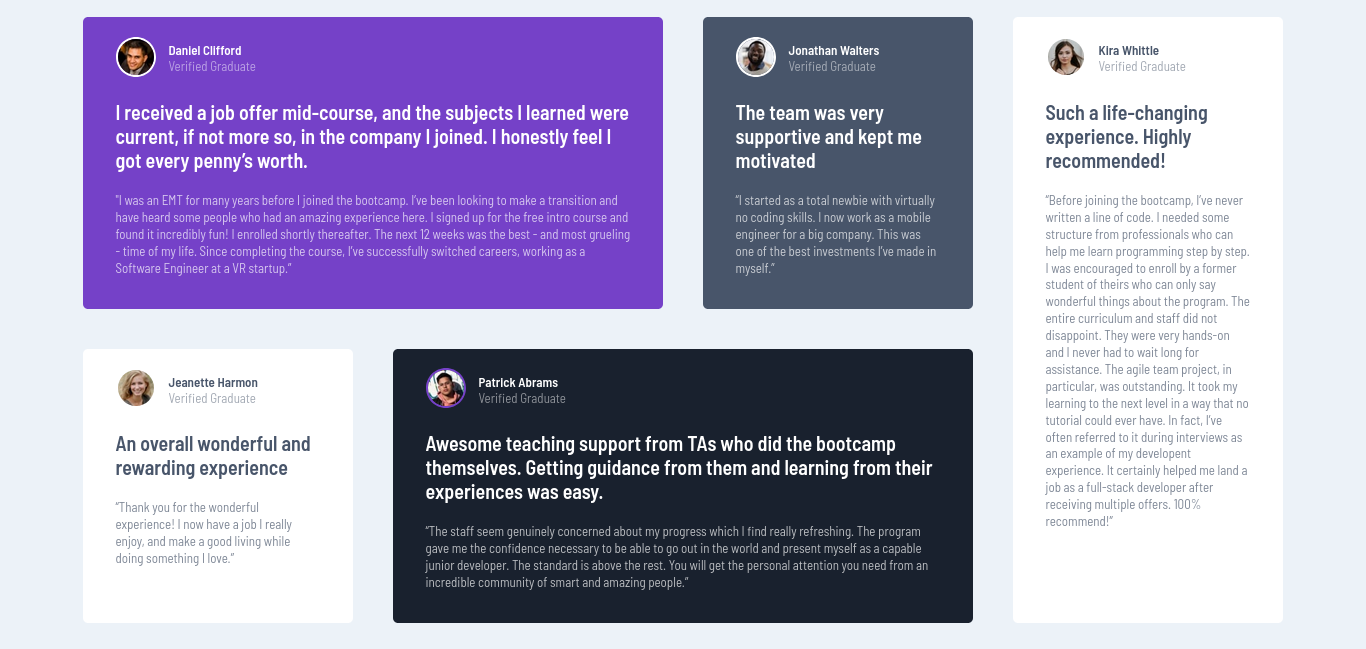 Daniel Clifford
Verified Graduate
I received a job offer mid-course, and the subjects I learned were
current, if not more so, in the company I joined. I honestly feel I
got every penny’s worth.
"I was an EMT for many years before I joined the bootcamp. I’ve been looking to make a transition and
have heard some people who had an amazing experience here. I signed up for the free intro course and
found it incredibly fun! I enrolled shortly thereafter. The next 12 weeks was the best - and most grueling
- time of my life. Since completing the course, I’ve successfully switched careers, working as a
Software Engineer at a VR startup.”
Jonathan Walters
Verified Graduate
The team was very
supportive and kept me
motivated
“I started as a total newbie with virtually
no coding skills. I now work as a mobile
engineer for a big company. This was
one of the best investments I’ve made in
myself.”
Kira Whittle
Verified Graduate
Such a life-changing
experience. Highly
recommended!
“Before joining the bootcamp, I’ve never
written a line of code. I needed some
structure from professionals who can
help me learn programming step by step.
I was encouraged to enroll by a former
student of theirs who can only say
wonderful things about the program. The
entire curriculum and staff did not
disappoint. They were very hands-on
and I never had to wait long for
assistance. The agile team project, in
particular, was outstanding. It took my
learning to the next level in a way that no
tutorial could ever have. In fact, I’ve
often referred to it during interviews as
an example of my developent
experience. It certainly helped me land a
job as a full-stack developer after
receiving multiple offers. 100%
recommend!”
Jeanette Harmon
Verified Graduate
An overall wonderful and
rewarding experience
“Thank you for the wonderful
experience! I now have a job I really
enjoy, and make a good living while
doing something I love.”
Patrick Abrams
Verified Graduate
Awesome teaching support from TAs who did the bootcamp
themselves. Getting guidance from them and learning from their
experiences was easy.
“The staff seem genuinely concerned about my progress which I find really refreshing. The program
gave me the confidence necessary to be able to go out in the world and present myself as a capable
junior developer. The standard is above the rest. You will get the personal attention you need from an
incredible community of smart and amazing people.”